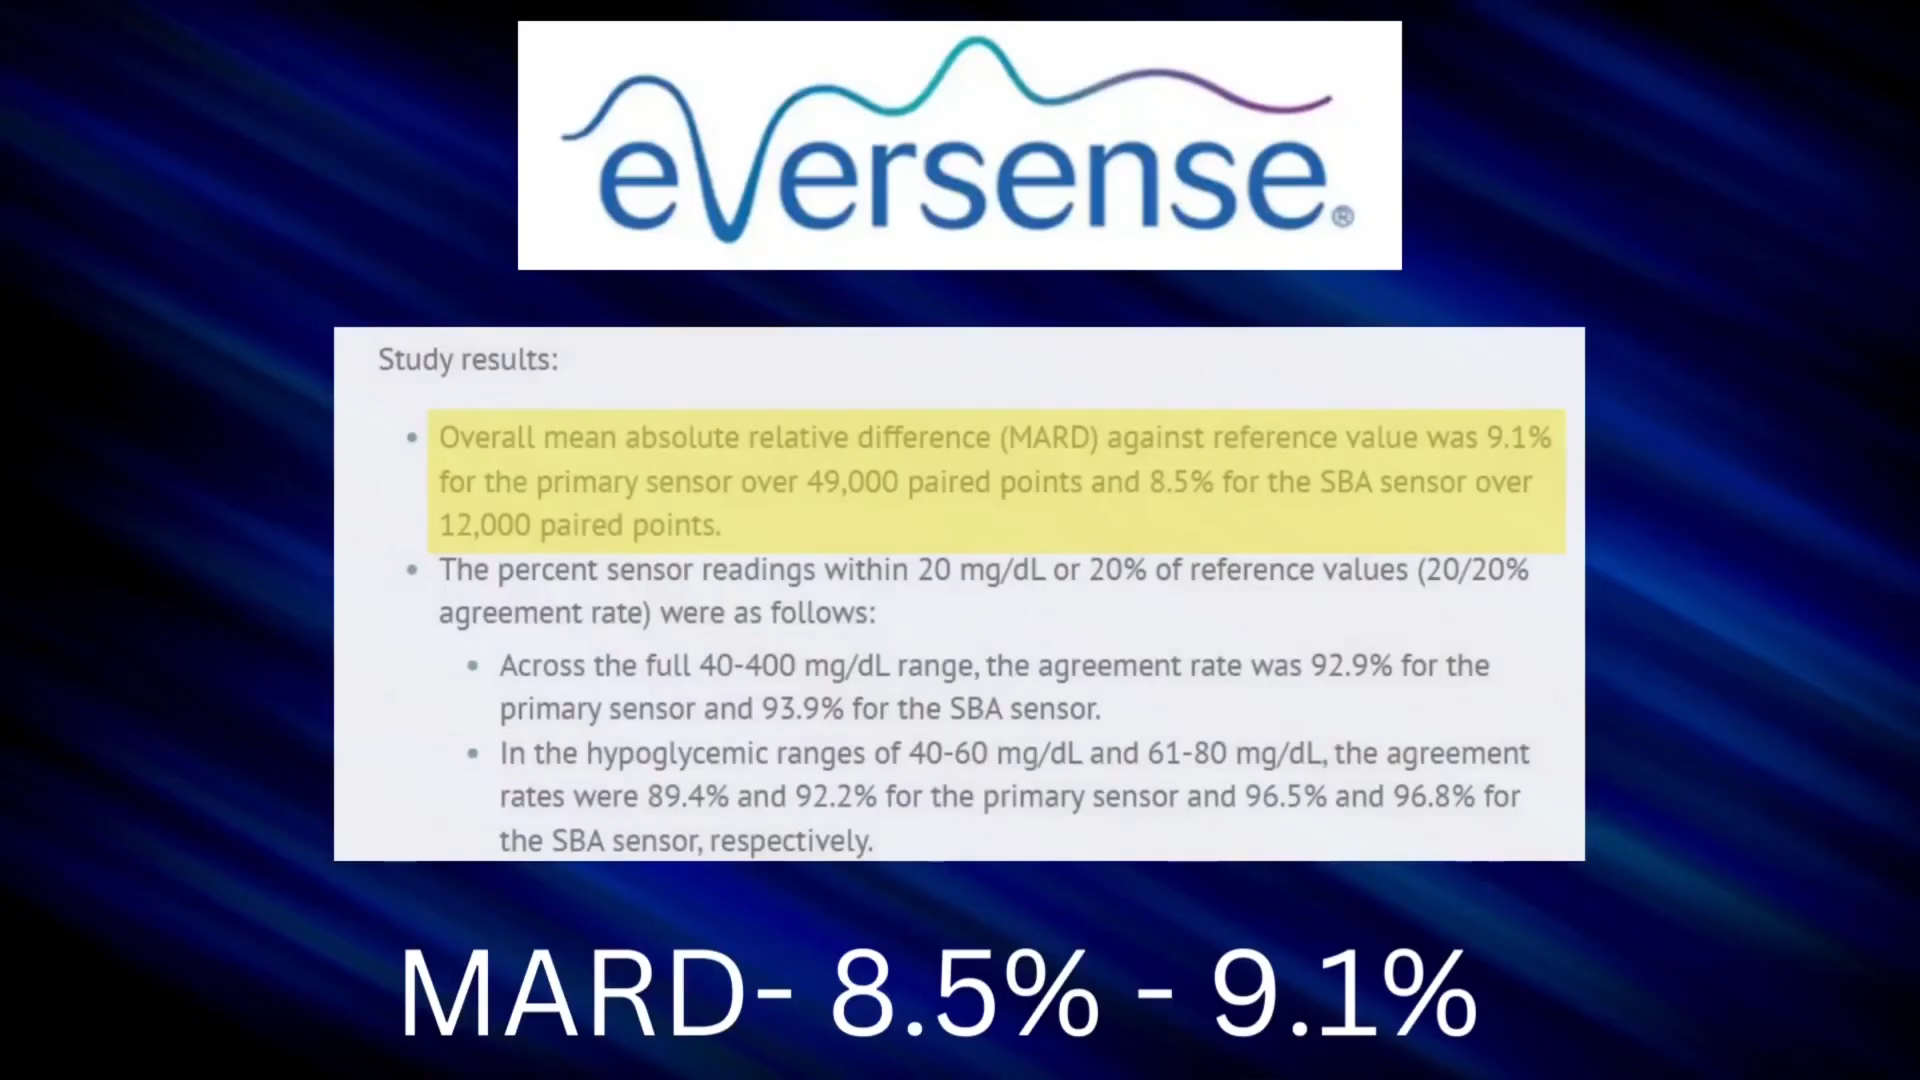 eversense®
Study results:
• Overall mean absolute relative difference (MARD) against reference value was 9.1%
for the primary sensor over 49,000 paired points and 8.5% for the SBA sensor over
12,000 paired points.
• The percent sensor readings within 20 mg/dL or 20% of reference values (20/20%
agreement rate) were as follows:
• Across the full 40-400 mg/dL range, the agreement rate was 92.9% for the
primary sensor and 93.9% for the SBA sensor.
• In the hypoglycemic ranges of 40-60 mg/dL and 61-80 mg/dL, the agreement
rates were 89.4% and 92.2% for the primary sensor and 96.5% and 96.8% for
the SBA sensor, respectively.
MARD- 8.5% - 9.1%